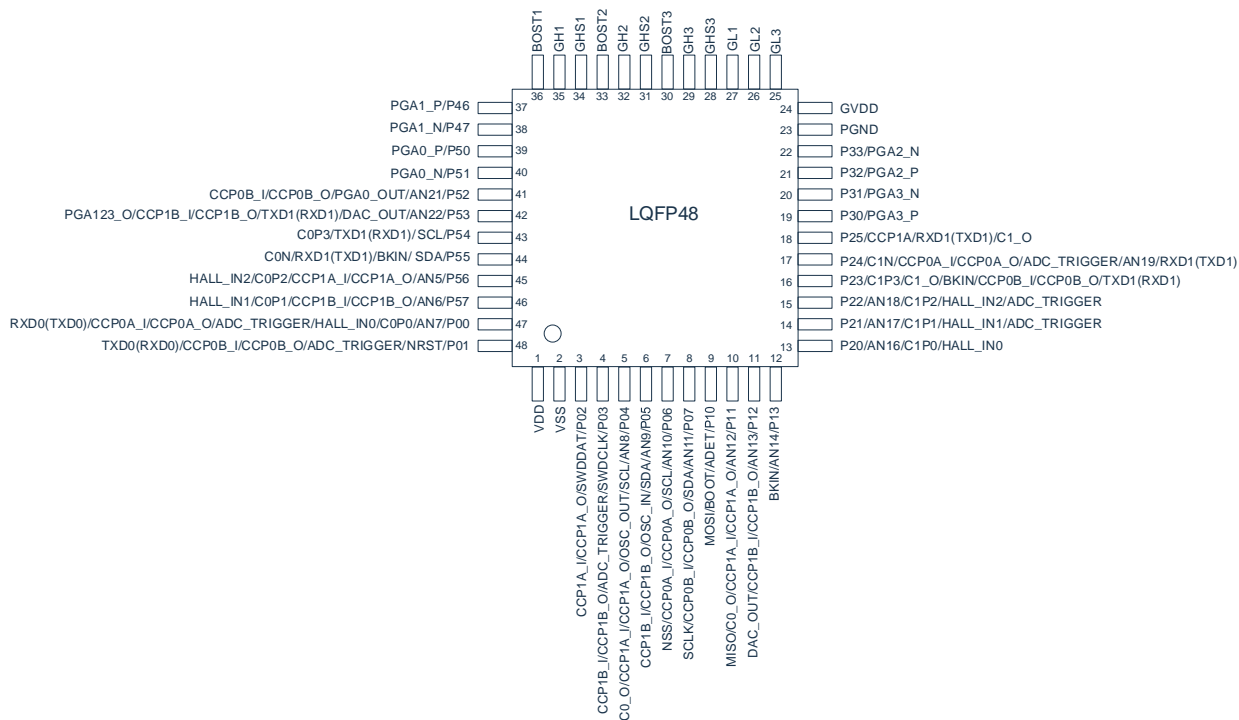 BOST1
GH1
GHS1
BOST2
GH2
GHS2
BOST3
GH3
GHS3
GL1
GL2
GL3
36
35
34
33
32
31
30
29
28
27
26
25
PGA1_P/P46
37
PGA1_N/P47
38
PGA0_P/P50
39
PGA0_N/P51
40
CCP0B_I/CCP0B_O/PGA0_OUT/AN21/P52
41
PGA123_O/CCP1B_I/CCP1B_O/TXD1(RXD1)/DAC_OUT/AN22/P53
42
C0P3/TXD1(RXD1)/SCL/P54
43
C0N/RXD1(TXD1)/BKIN/ SDA/P55
44
HALL_IN2/C0P2/CCP1A_I/CCP1A_O/AN5/P56
45
HALL_IN1/C0P1/CCP1B_I/CCP1B_O/AN6/P57
46
RXD0(TXD0)/CCP0A_I/CCP0A_O/ADC_TRIGGER/HALL_IN0/C0P0/AN7/P00
47
TXD0(RXD0)/CCP0B_I/CCP0B_O/ADC_TRIGGER/NRST/P01
48
LQFP48
24
GVDD
23
PGND
22
P33/PGA2_N
21
P32/PGA2_P
20
P31/PGA3_N
19
P30/PGA3_P
18
P25/CCP1A/RXD1(TXD1)/C1_O
17
P24/C1N/CCP0A_I/CCP0A_O/ADC_TRIGGER/AN19/RXD1(TXD1)
16
P23/C1P3/C1_O/BKIN/CCP0B_I/CCP0B_O/TXD1(RXD1)
15
P22/AN18/C1P2/HALL_IN2/ADC_TRIGGER
14
P21/AN17/C1P1/HALL_IN1/ADC_TRIGGER
13
P20/AN16/C1P0/HALL_IN0
1
2
3
4
5
6
7
8
9
10
11
12
VDD
VSS
CCP1A_I/CCP1A_O/SWDDAT/P02
CCP1B_I/CCP1B_O/ADC_TRIGGER/SWDCLK/P03
C0_O/CCP1A_I/CCP1A_O/OSC_OUT/SCL/AN8/P04
CCP1B_I/CCP1B_O/OSC_IN/SDA/AN9/P05
NSS/CCP0A_I/CCP0A_O/SCL/AN10/P06
SCLK/CCP0B_I/CCP0B_O/SDA/AN11/P07
MOSI/BOOT/ADET/P10
MISO/C0_O/CCP1A_I/CCP1A_O/AN12/P11
DAC_OUT/CCP1B_I/CCP1B_O/AN13/P12
BKIN/AN14/P13